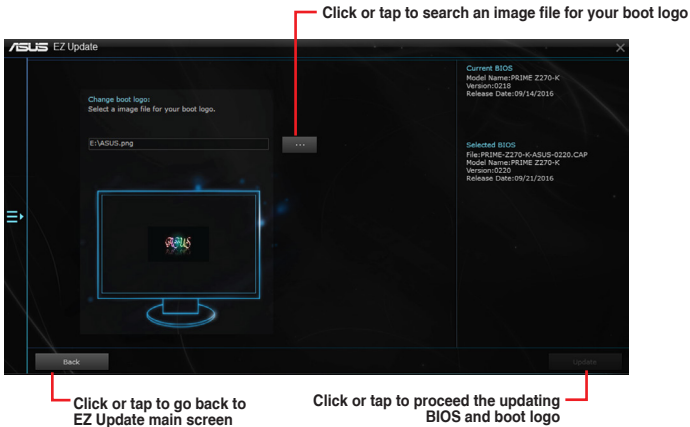 Click or tap to search an image file for your boot logo
ASUS EZ Update
Current BIOS
Model Name:PRIME Z270-K
Version:0218
Release Date:09/14/2016
Change boot logo:
Select a image file for your boot logo.
E:\ASUS.png
...
Selected BIOS
File:PRIME-Z270-K-ASUS-0220.CAP
Model Name:PRIME Z270-K
Version:0220
Release Date:09/21/2016
ASUS
Back
Update
Click or tap to go back to
EZ Update main screen
Click or tap to proceed the updating
BIOS and boot logo